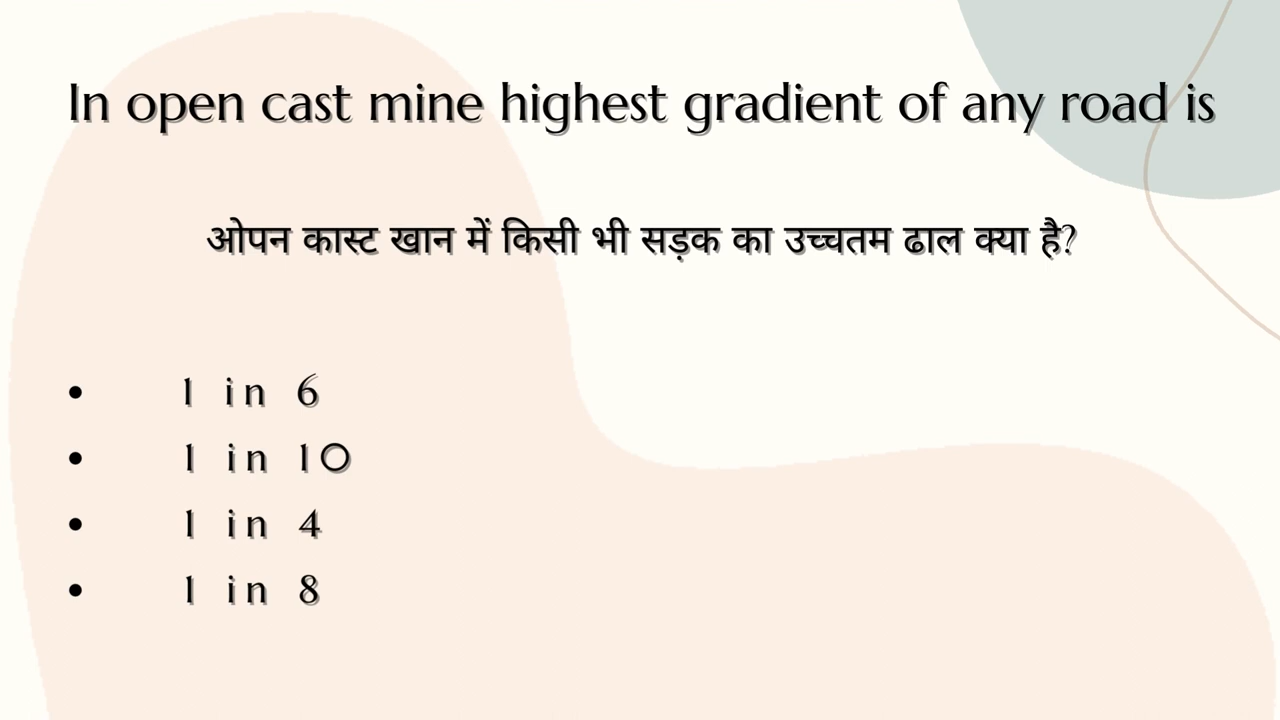 In open cast mine highest gradient of any road is
ओपन कास्ट खान में किसी भी सड़क का उच्चतम ढाल क्या है?
• 1 in 6
• 1 in 10
• 1 in 4
• 1 in 8